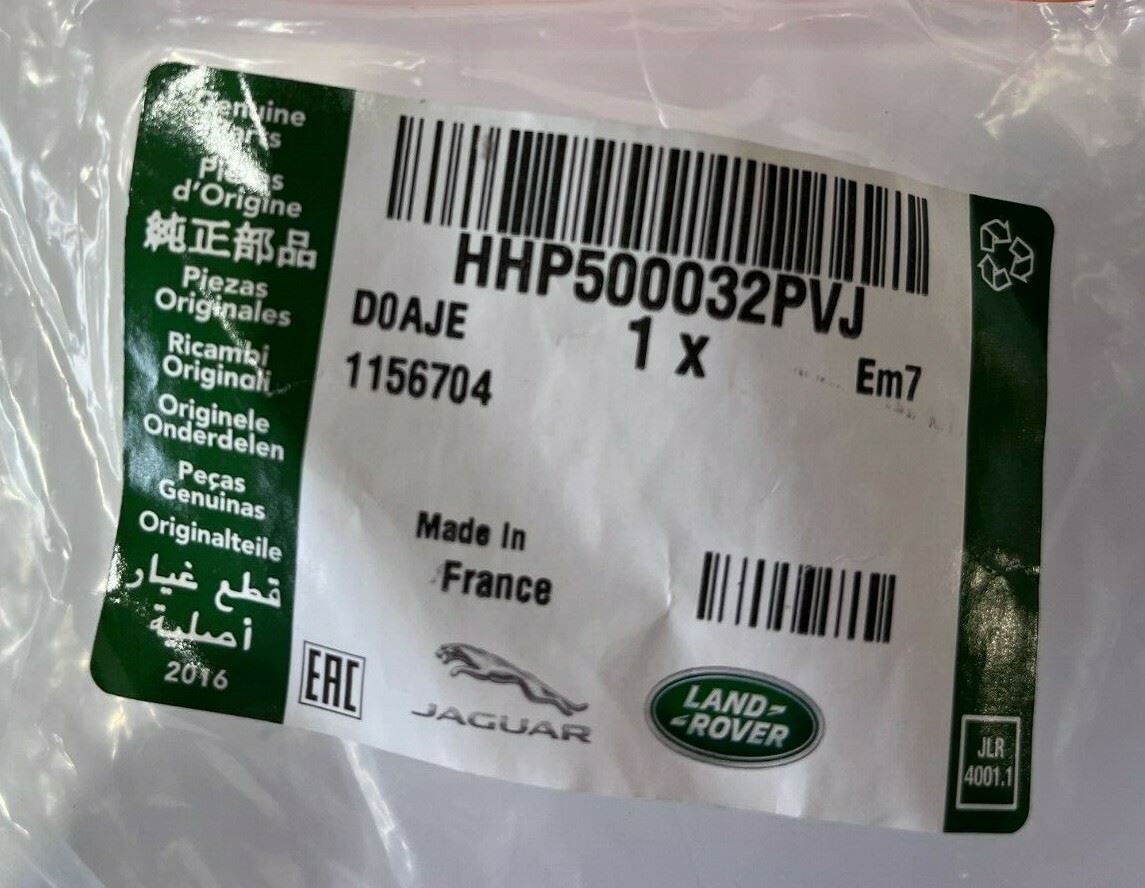 Genuine
Parts
Pièces
d'Origine
純正部品
Piezas
Originales
Ricambi
Originali
Originele
Onderdelen
Peças
Genuinas
Originalteile
قطع غيار
أصلية
2016
HHP500032PVJ
D0AJE
1 x
Em7
1156704
Made In
France
EAC
JAGUAR
LAND-
-ROVER
JLR
4001.1